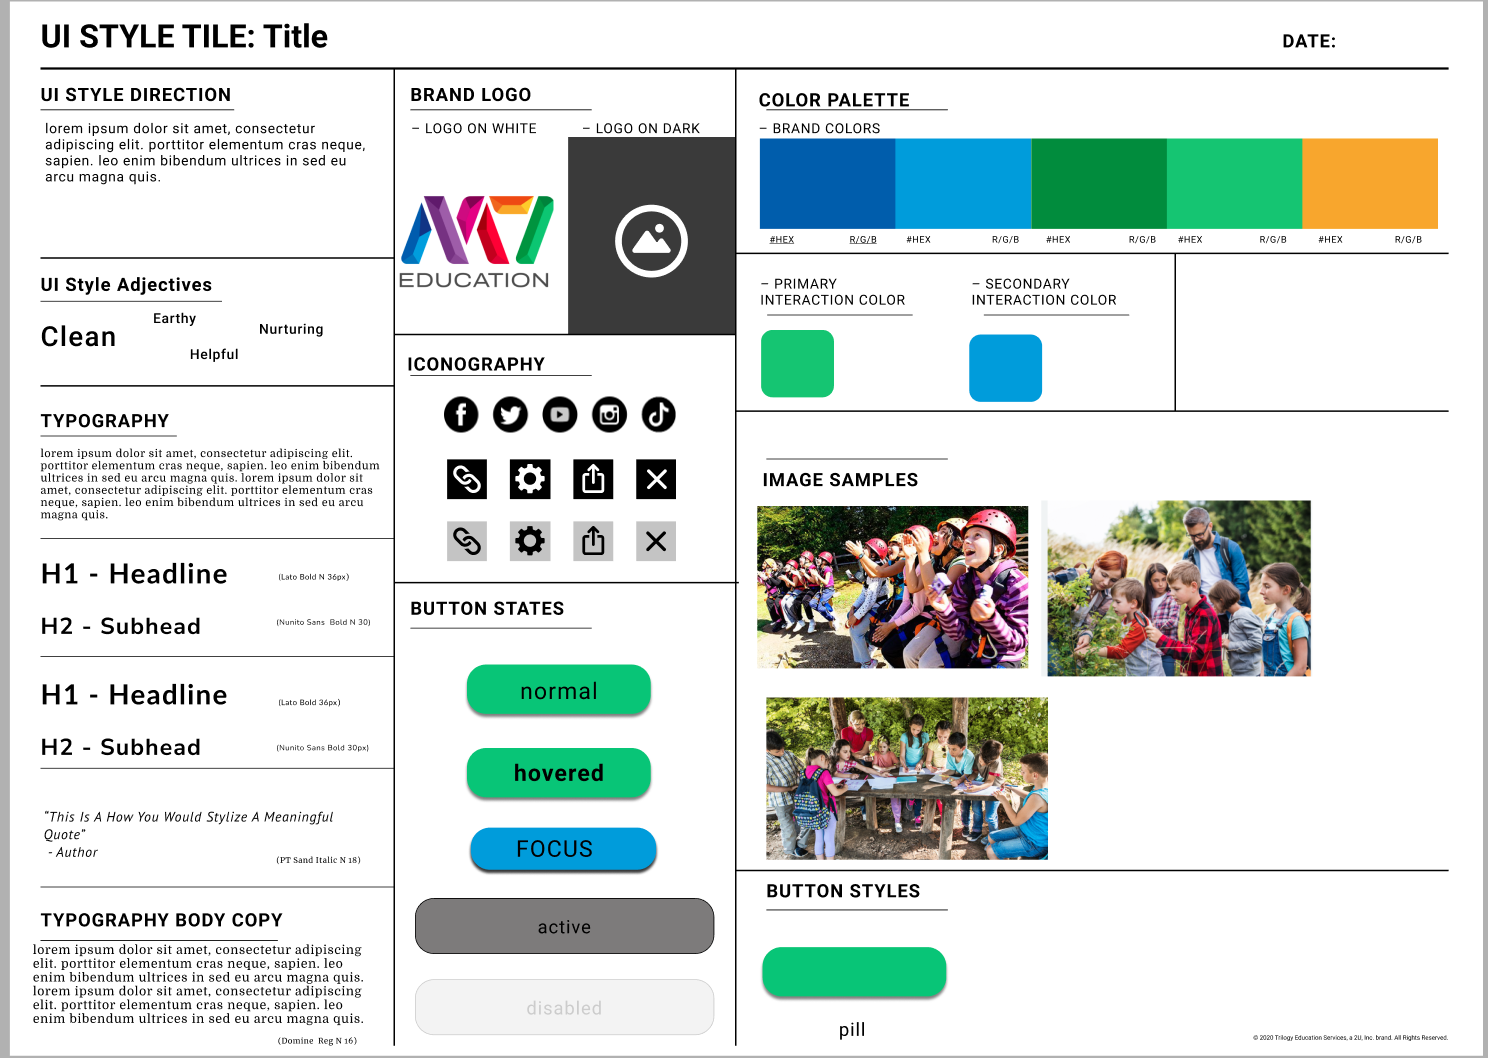 UI STYLE TILE: Title
DATE:
UI STYLE DIRECTION
lorem ipsum dolor sit amet, consectetur
adipiscing elit. porttitor elementum cras neque,
sapien. leo enim bibendum ultrices in sed eu
arcu magna quis.
UI Style Adjectives
Earthy
Clean
Nurturing
Helpful
TYPOGRAPHY
lorem ipsum dolor sit amet, consectetur adipiscing elit.
porttitor elementum cras neque, sapien. leo enim bibendum
ultrices in sed eu arcu magna quis. lorem ipsum dolor sit
amet, consectetur adipiscing elit. porttitor elementum cras
neque, sapien. leo enim bibendum ultrices in sed eu arcu
magna quis.
H1 - Headline
(Lato Bold N 36px)
H2 - Subhead
(Nunito Sans  Bold N 30)
H1 - Headline
(Lato Bold 36px)
H2 - Subhead
(Nunito Sans Bold 30px)
"This Is A How You Would Stylize A Meaningful
Quote"
- Author
(PT Sand Italic N 18)
TYPOGRAPHY BODY COPY
lorem ipsum dolor sit amet, consectetur adipiscing
elit. porttitor elementum cras neque, sapien. leo
enim bibendum ultrices in sed eu arcu magna quis.
lorem ipsum dolor sit amet, consectetur adipiscing
elit. porttitor elementum cras neque, sapien. leo
enim bibendum ultrices in sed eu arcu magna quis.
(Domine  Reg N 16)
BRAND LOGO
– LOGO ON WHITE
– LOGO ON DARK
EDUCATION
ICONOGRAPHY
BUTTON STATES
normal
hovered
FOCUS
active
disabled
COLOR PALETTE
– BRAND COLORS
#HEX R/G/B #HEX R/G/B #HEX R/G/B #HEX R/G/B #HEX R/G/B
– PRIMARY
INTERACTION COLOR
– SECONDARY
INTERACTION COLOR
IMAGE SAMPLES
BUTTON STYLES
pill
© 2020 Trilogy Education Services, a 2U, Inc. brand. All Rights Reserved.